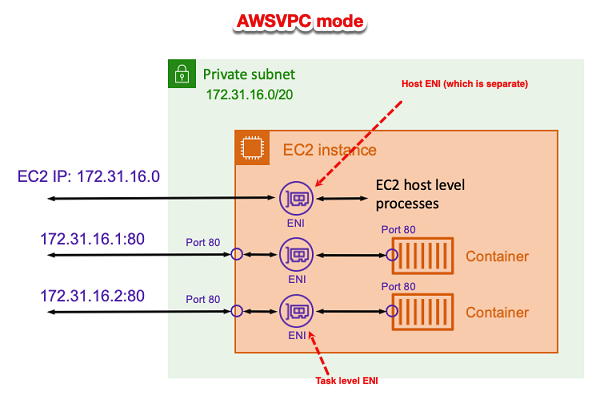 AWSVPC mode
Private subnet
172.31.16.0/20
Host ENI (which is separate)
EC2 instance
EC2 IP: 172.31.16.0
EC2 host level
processes
ENI
172.31.16.1:80
Port 80
Port 80
Container
ENI
172.31.16.2:80
Port 80
Port 80
Container
ENI
Task level ENI